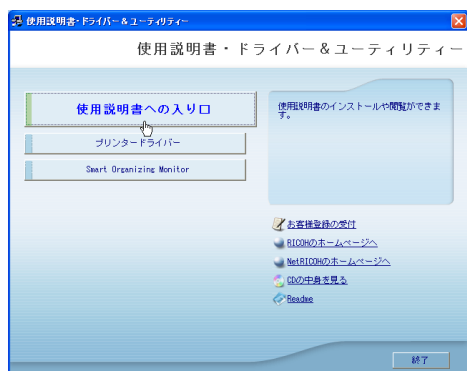 使用説明書・ドライバー＆ユーティリティー
使用説明書・ドライバー＆ユーティリティー
使用説明書への入り口
使用説明書のインストールや閲覧ができま
す。
プリンタードライバー
Smart Organizing Monitor
お客様登録の受付
RICOHのホームページへ
NetRICOHのホームページへ
CDの中身を見る
Readme
終了